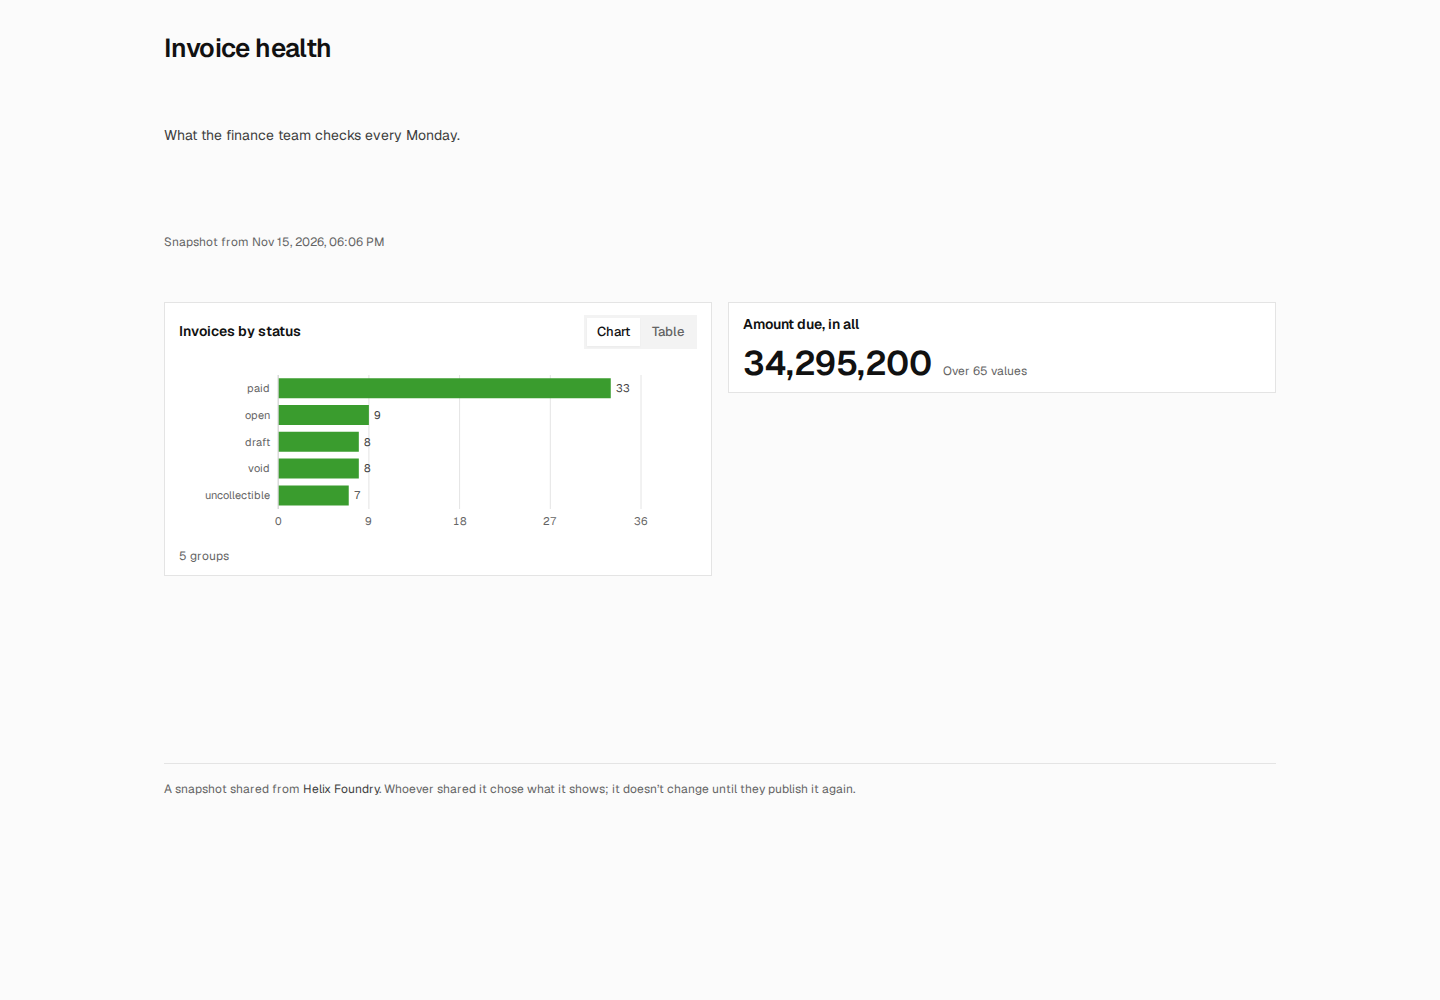 Invoice health
What the finance team checks every Monday.
Snapshot from Nov 15, 2026, 06:06 PM
Invoices by status
Chart Table
paid 33
open 9
draft 8
void 8
uncollectible 7
0 9 18 27 36
5 groups
Amount due, in all
34,295,200 Over 65 values
A snapshot shared from Helix Foundry. Whoever shared it chose what it shows; it doesn't change until they publish it again.